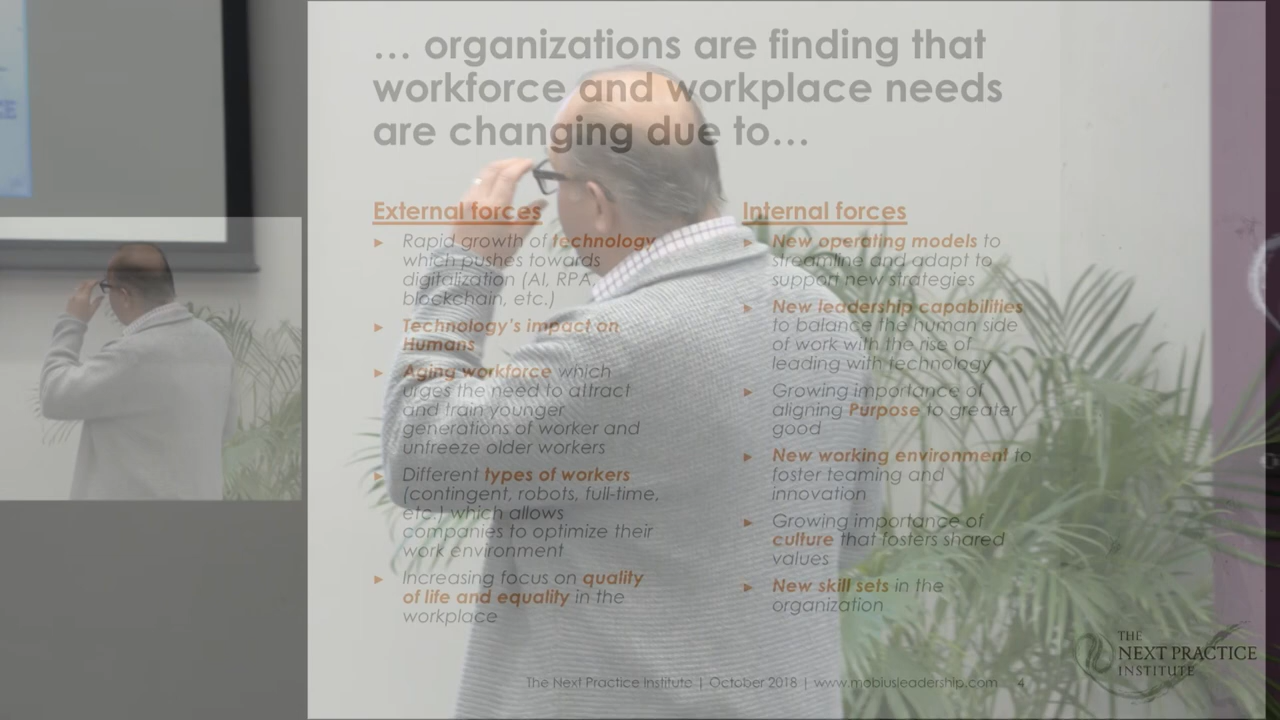 … organizations are finding that
workforce and workplace needs
are changing due to…
External forces
Rapid growth of technology
which pushes towards
digitalization (AI, RPA,
blockchain, etc.)
Technology's impact on
Humans
Aging workforce which
urges the need to attract
and train younger
generations of worker and
unfreeze older workers
Different types of workers
(contingent, robots, full-time,
etc.) which allows
companies to optimize their
work environment
Increasing focus on quality
of life and equality in the
workplace
Internal forces
New operating models to
streamline and adapt to
support new strategies
New leadership capabilities
to balance the human side
of work with the rise of
leading with technology
Growing importance of
aligning Purpose to greater
good
New working environment to
foster teaming and
innovation
Growing importance of
culture that fosters shared
values
New skill sets in the
organization
THE
NEXT PRACTICE
INSTITUTE
The Next Practice Institute | October 2018 | www.mobiusleadership.com 4